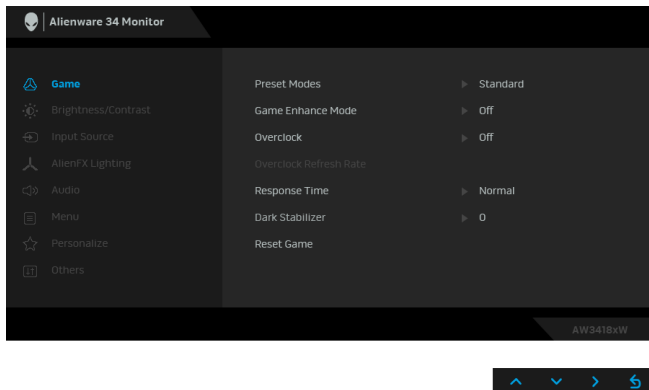 Alienware 34 Monitor
Game
Preset Modes Standard
Brightness/Contrast
Game Enhance Mode Off
Input Source
Overclock Off
AlienFX Lighting
Overclock Refresh Rate
Audio
Response Time Normal
Menu
Dark Stabilizer 0
Personalize
Reset Game
Others
AW3418xW